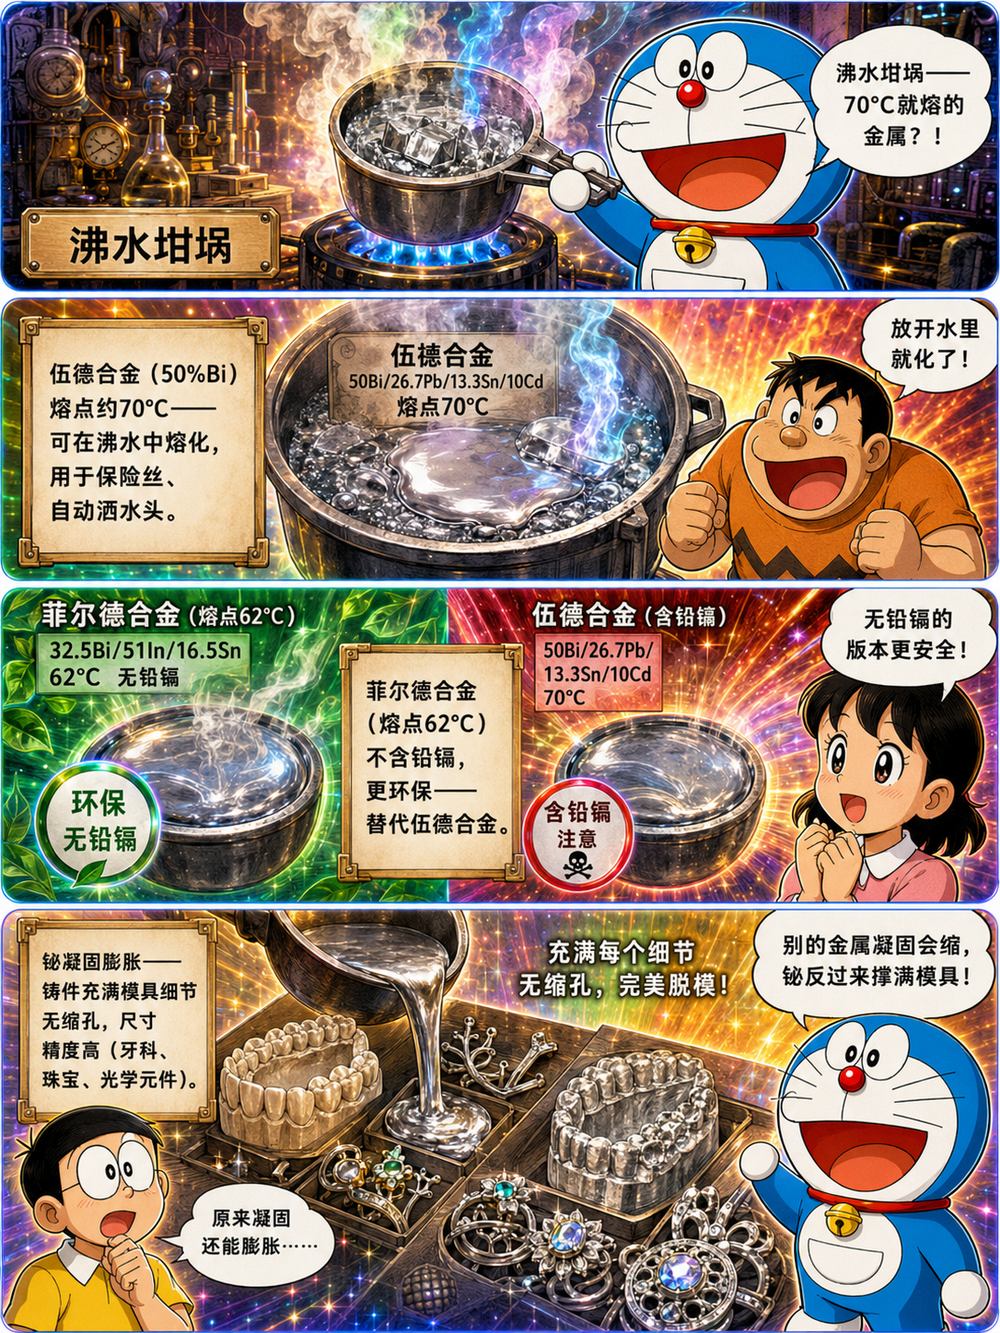 沸水坩埚——
70℃就熔的
金属？！
沸水坩埚
伍德合金（50%Bi）
熔点约70℃——
可在沸水中熔化，
用于保险丝、
自动洒水头。
伍德合金
50Bi/26.7Pb/13.3Sn/10Cd
熔点70℃
放开水里
就化了！
菲尔德合金（熔点62℃）
32.5Bi/51In/16.5Sn
62℃ 无铅镉
环保
无铅镉
菲尔德合金
（熔点62℃）
不含铅镉，
更环保——
替代伍德合金。
伍德合金（含铅镉）
50Bi/26.7Pb/
13.3Sn/10Cd
70℃
含铅镉
注意
无铅镉的
版本更安全！
铋凝固膨胀——
铸件充满模具细节
无缩孔，尺寸
精度高（牙科、
珠宝、光学元件）。
充满每个细节
无缩孔，完美脱模！
别的金属凝固会缩，
铋反过来撑满模具！
原来凝固
还能膨胀……